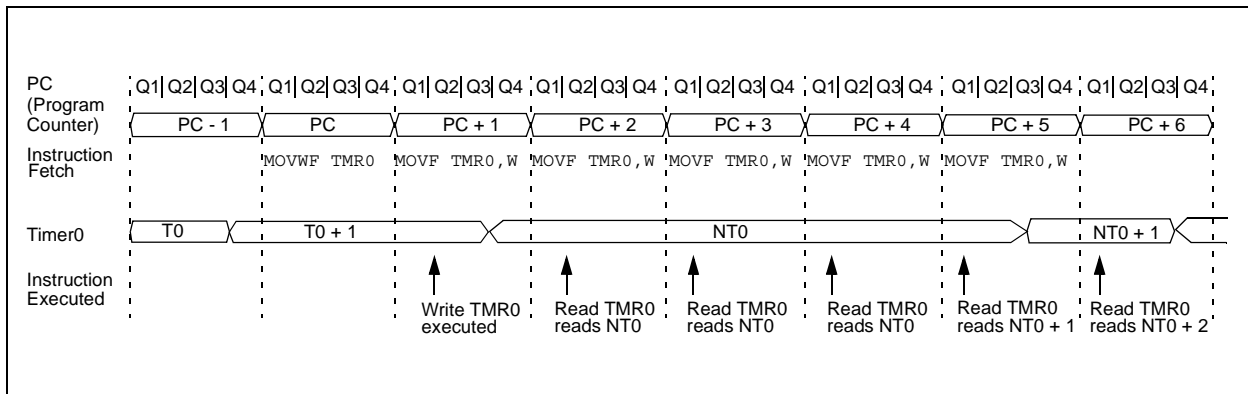 PC (Program Counter)
Q1 Q2 Q3 Q4 Q1 Q2 Q3 Q4 Q1 Q2 Q3 Q4 Q1 Q2 Q3 Q4 Q1 Q2 Q3 Q4 Q1 Q2 Q3 Q4 Q1 Q2 Q3 Q4 Q1 Q2 Q3 Q4
PC - 1 PC PC + 1 PC + 2 PC + 3 PC + 4 PC + 5 PC + 6
Instruction Fetch
MOVWF TMR0 MOVF TMR0,W MOVF TMR0,W MOVF TMR0,W MOVF TMR0,W MOVF TMR0,W
Timer0 T0 T0 + 1 NT0 NT0 + 1
Instruction Executed
Write TMR0 executed
Read TMR0 reads NT0
Read TMR0 reads NT0
Read TMR0 reads NT0
Read TMR0 reads NT0 + 1
Read TMR0 reads NT0 + 2